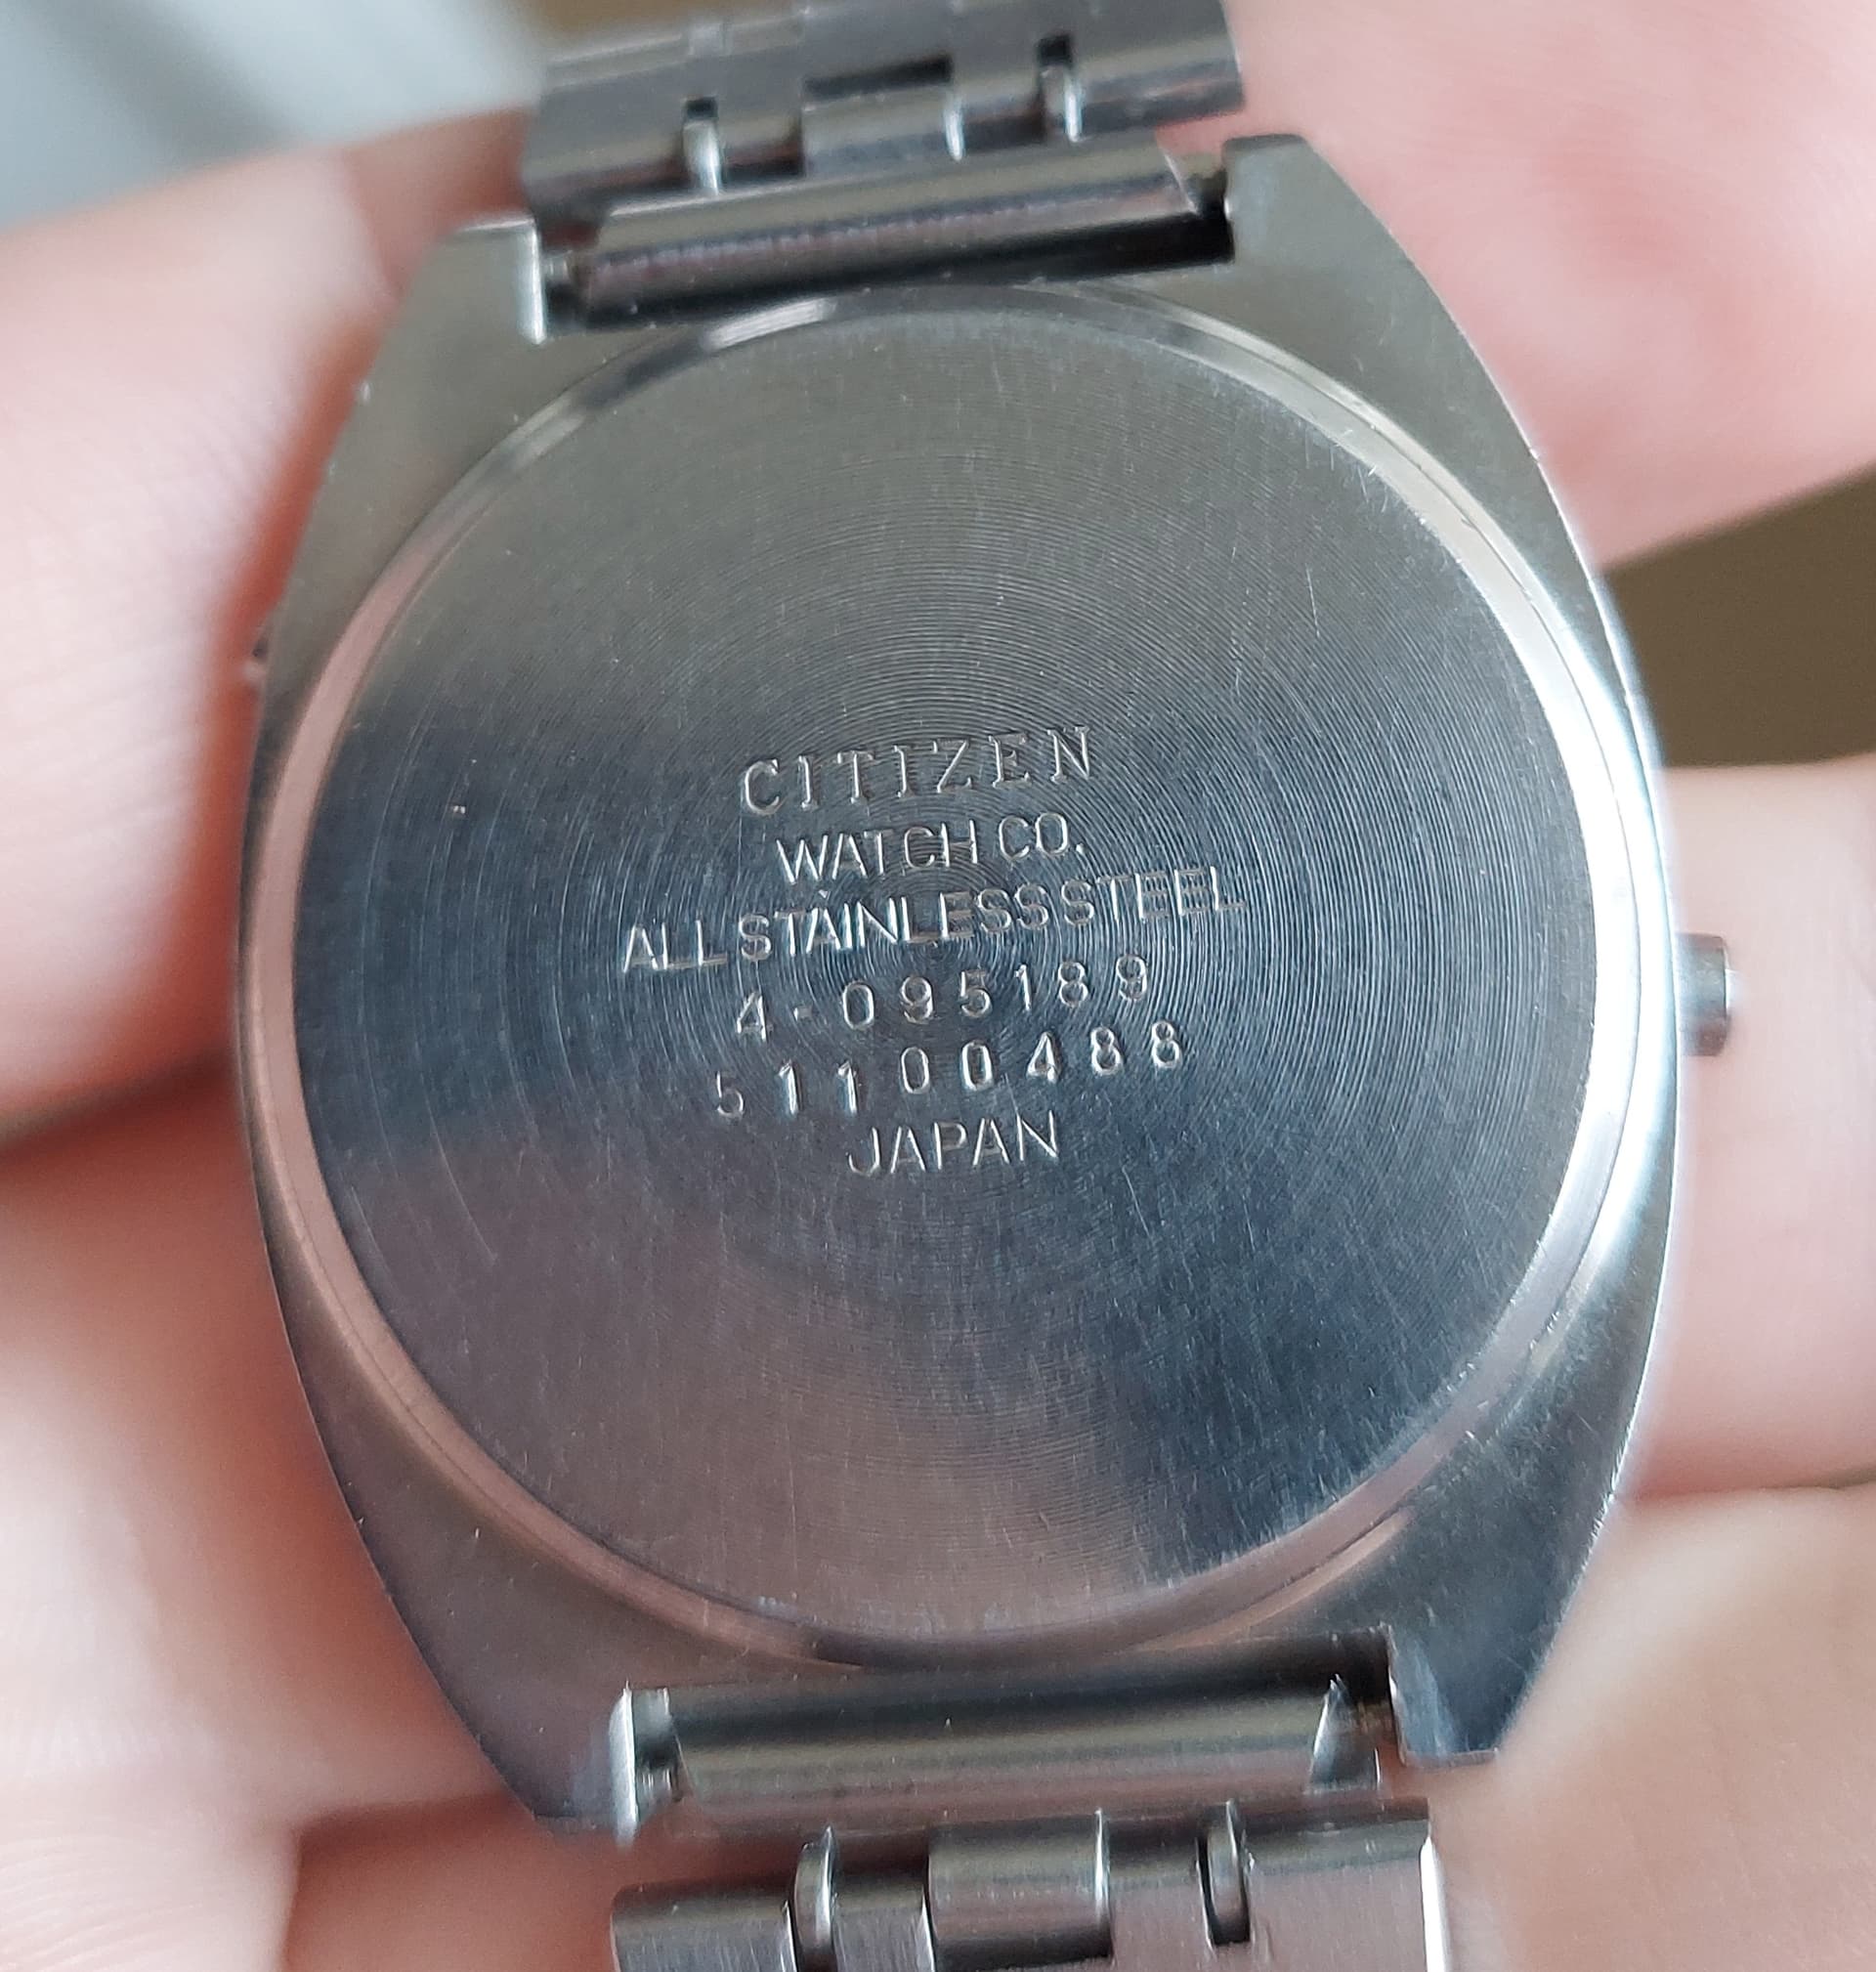 CITIZEN
WATCH CO.
ALL STAINLESS STEEL
4-095189
51100488
JAPAN